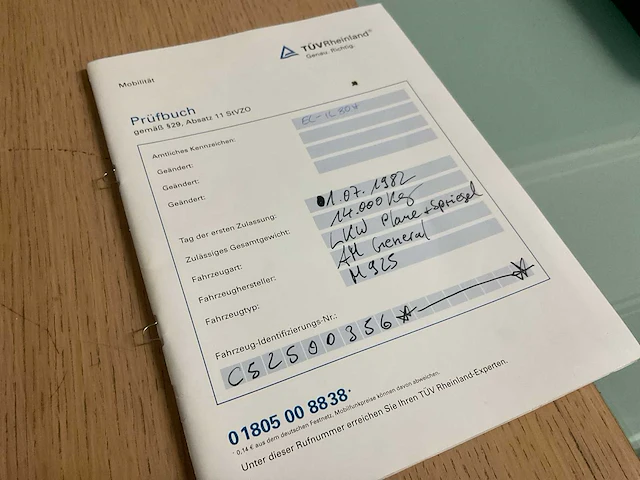 TÜVRheinland®
Genau. Richtig.
Mobilität
Prüfbuch
gemäß §29, Absatz 11 StVZO
Amtliches Kennzeichen: EL-IL 804
Geändert:
Geändert:
Geändert:
Tag der ersten Zulassung: 01.07.1982
Zulässiges Gesamtgewicht: 14.000 Kg
Fahrzeugart: LKW Plane + Spriegel
Fahrzeughersteller: AM General
Fahrzeugtyp: M925
Fahrzeug-Identifizierungs-Nr.:
C52500356*—*
01805 00 8838*
* 0,14 € aus dem deutschen Festnetz, Mobilfunkpreise können davon abweichen.
Unter dieser Rufnummer erreichen Sie Ihren TÜV Rheinland-Experten.